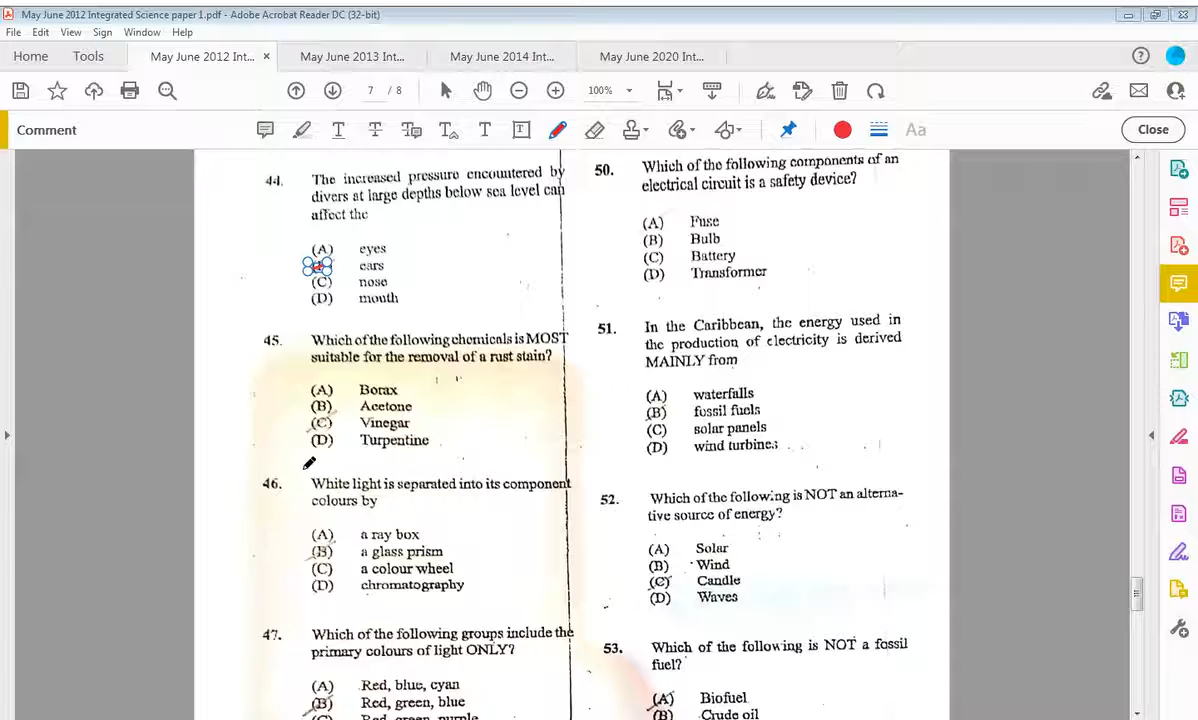 May June 2012 Integrated Science paper 1.pdf - Adobe Acrobat Reader DC (32-bit)
File Edit View Sign Window Help
Home Tools May June 2012 Int... × May June 2013 Int... May June 2014 Int... May June 2020 Int...
7 / 8 100%
Comment Aa Close
44. The increased pressure encountered by
divers at large depths below sea level can
affect the
(A) eyes
ears
(C) nose
(D) mouth
45. Which of the following chemicals is MOST
suitable for the removal of a rust stain?
(A) Borax
(B) Acetone
(C) Vinegar
(D) Turpentine
46. White light is separated into its component
colours by
(A) a ray box
(B) a glass prism
(C) a colour wheel
(D) chromatography
47. Which of the following groups include the
primary colours of light ONLY?
(A) Red, blue, cyan
(B) Red, green, blue
(C) Red, green, purple
50. Which of the following components of an
electrical circuit is a safety device?
(A) Fuse
(B) Bulb
(C) Battery
(D) Transformer
51. In the Caribbean, the energy used in
the production of electricity is derived
MAINLY from
(A) waterfalls
(B) fossil fuels
(C) solar panels
(D) wind turbines
52. Which of the following is NOT an alterna-
tive source of energy?
(A) Solar
(B) Wind
(C) Candle
(D) Waves
53. Which of the following is NOT a fossil
fuel?
(A) Biofuel
(B) Crude oil